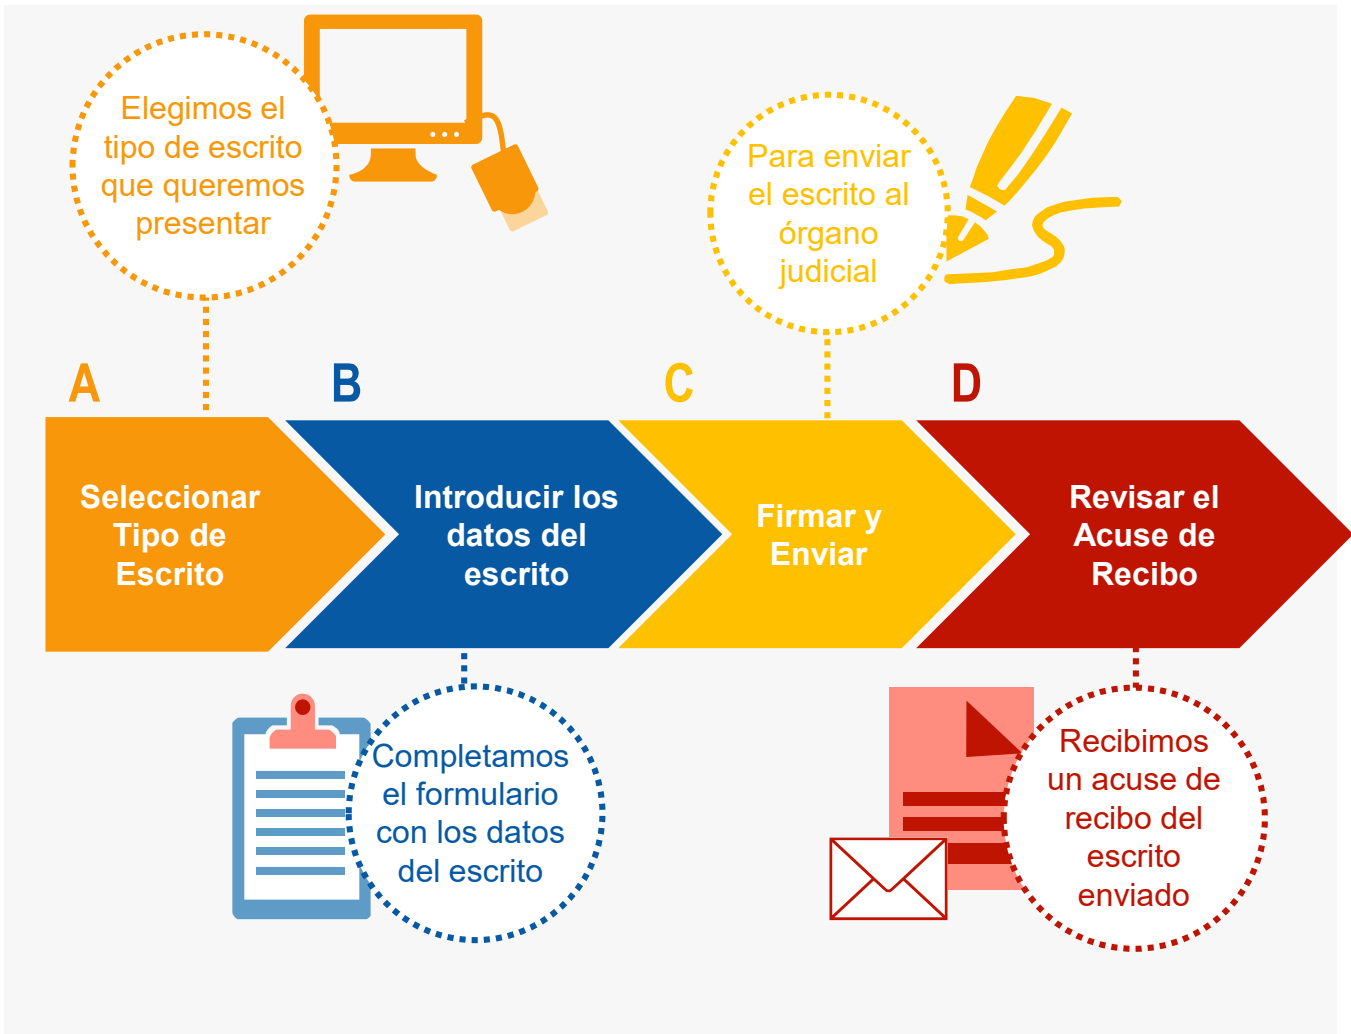 Elegimos el
tipo de escrito
que queremos
presentar
Para enviar
el escrito al
órgano
judicial
A
B
C
D
Seleccionar
Tipo de
Escrito
Introducir los
datos del
escrito
Firmar y
Enviar
Revisar el
Acuse de
Recibo
Completamos
el formulario
con los datos
del escrito
Recibimos
un acuse de
recibo del
escrito
enviado